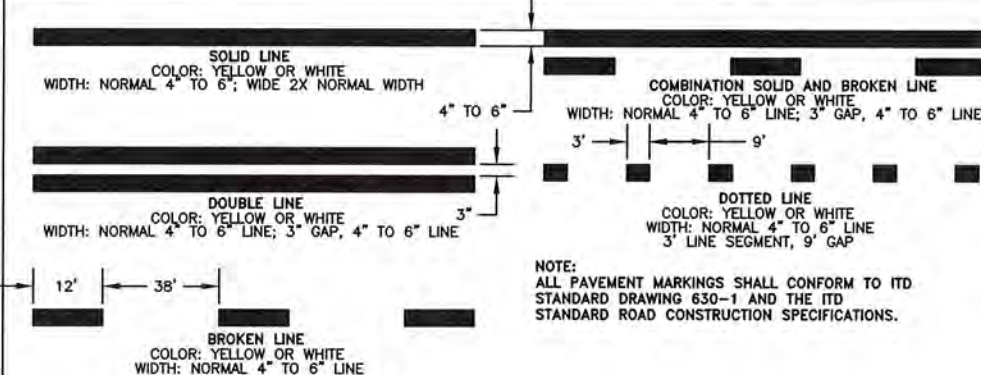 SOLID LINE
COLOR: YELLOW OR WHITE
WIDTH: NORMAL 4" TO 6"; WIDE 2X NORMAL WIDTH
4" TO 6"
COMBINATION SOLID AND BROKEN LINE
COLOR: YELLOW OR WHITE
WIDTH: NORMAL 4" TO 6" LINE; 3" GAP, 4" TO 6" LINE
3"
DOUBLE LINE
COLOR: YELLOW OR WHITE
WIDTH: NORMAL 4" TO 6" LINE; 3" GAP, 4" TO 6" LINE
3' 9'
DOTTED LINE
COLOR: YELLOW OR WHITE
WIDTH: NORMAL 4" TO 6" LINE
3' LINE SEGMENT, 9' GAP
12' 38'
BROKEN LINE
COLOR: YELLOW OR WHITE
WIDTH: NORMAL 4" TO 6" LINE
NOTE:
ALL PAVEMENT MARKINGS SHALL CONFORM TO ITD
STANDARD DRAWING 630-1 AND THE ITD
STANDARD ROAD CONSTRUCTION SPECIFICATIONS.